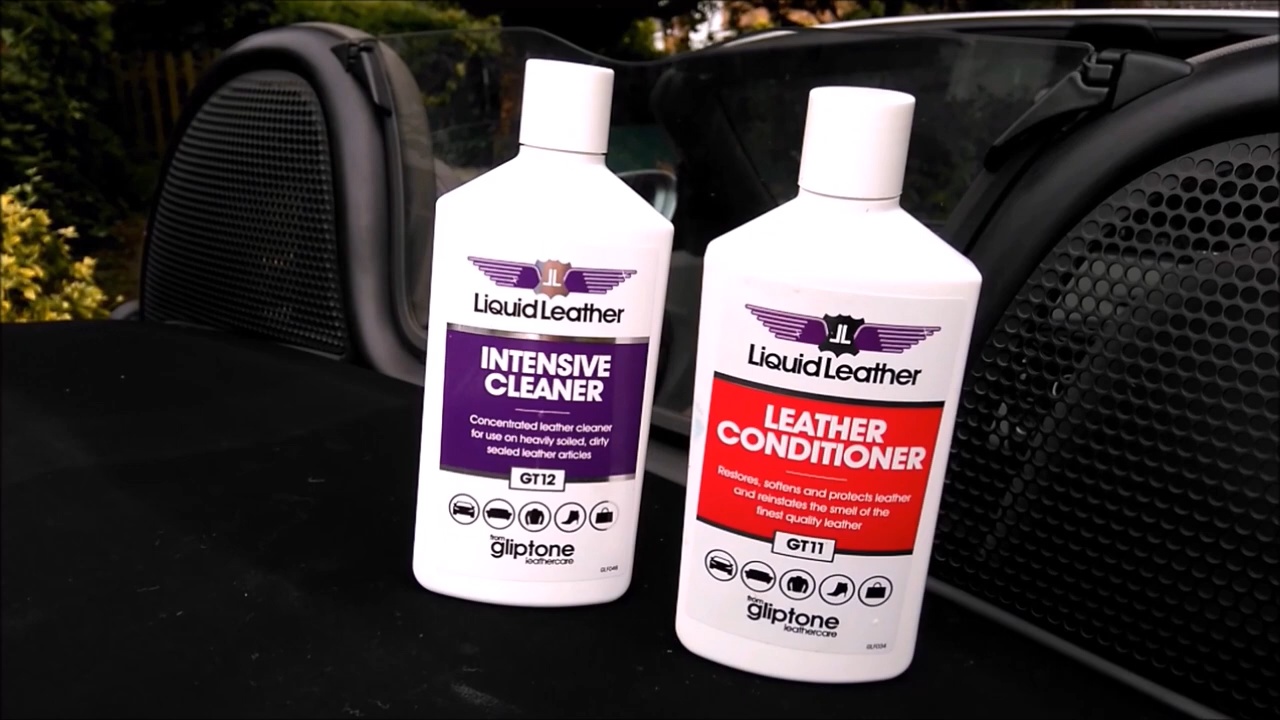 LL
Liquid Leather
INTENSIVE
CLEANER
Concentrated leather cleaner
for use on heavily soiled, dirty
sealed leather articles
GT12
from
gliptone
leathercare
LL
Liquid Leather
LEATHER
CONDITIONER
Restores, softens and protects leather
and reinstates the smell of the
finest quality leather
GT11
from
gliptone
leathercare